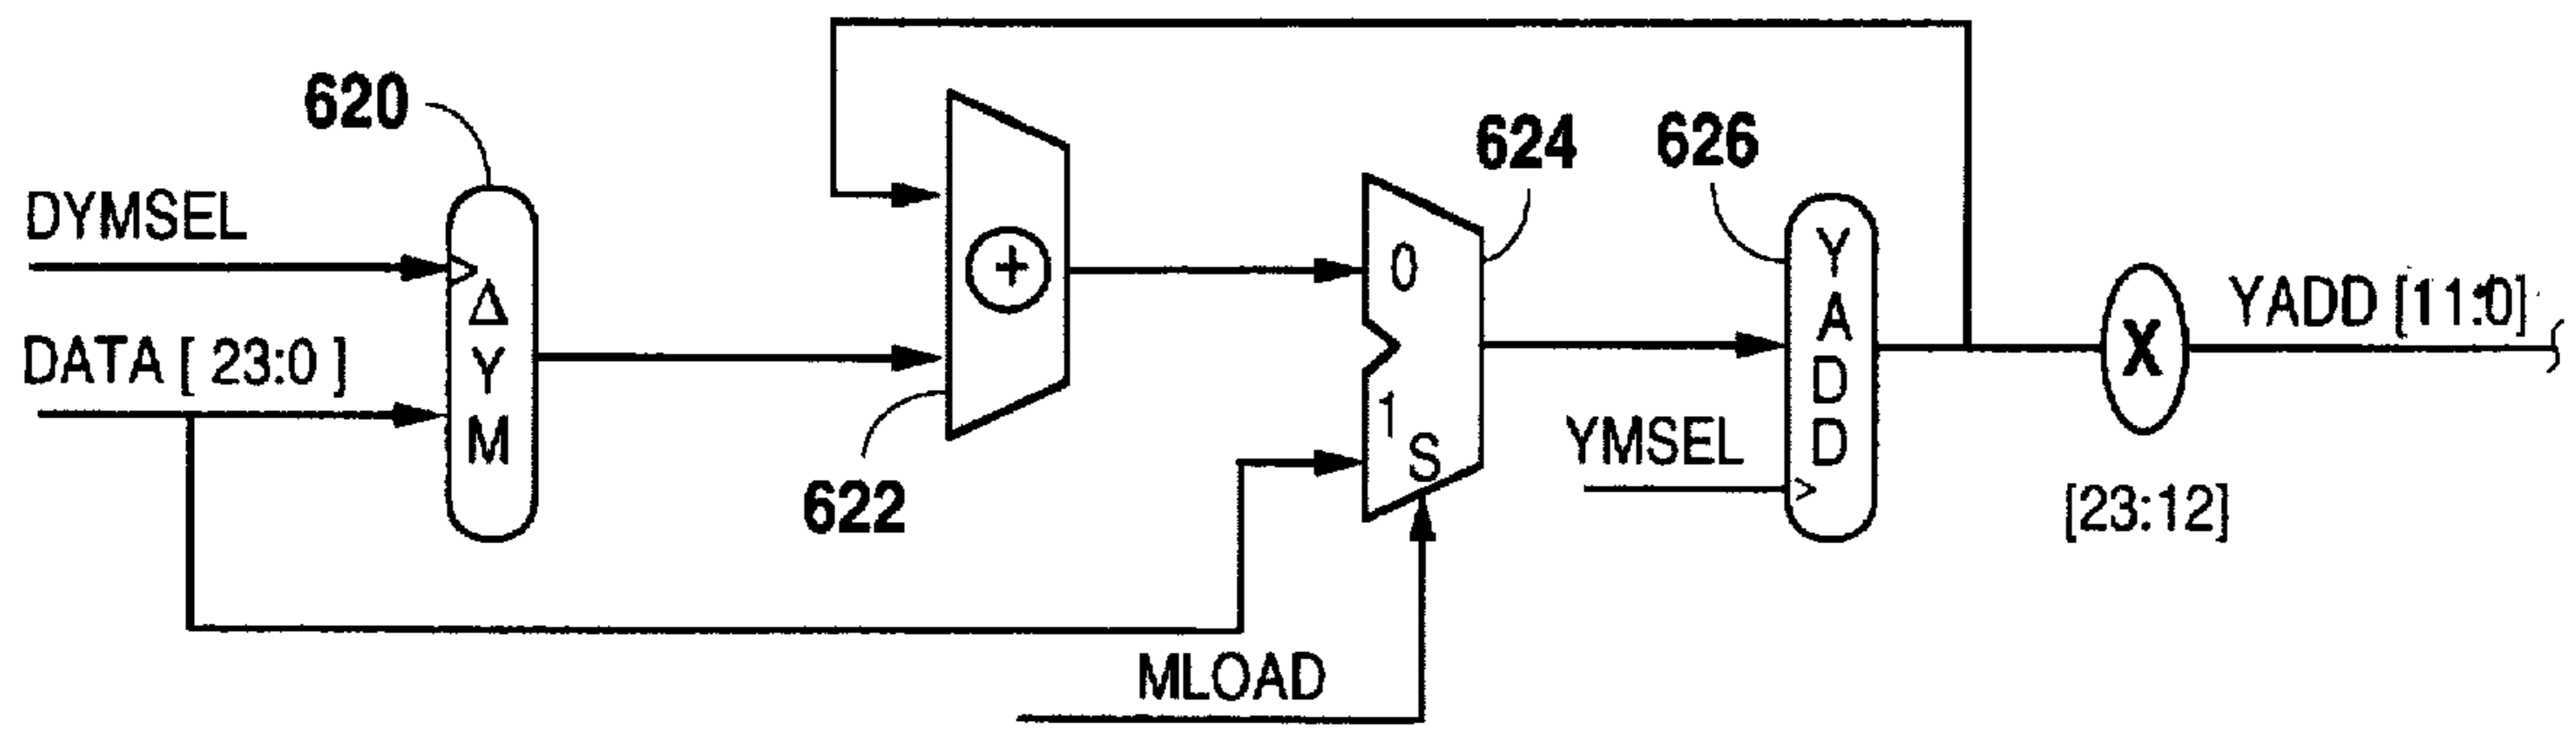 620
624
626
DYMSEL
DATA [ 23:0 ]
Δ
Y
M
+
622
0
1
S
MLOAD
YMSEL
Y
A
D
D
X
YADD [11:0]
[23:12]